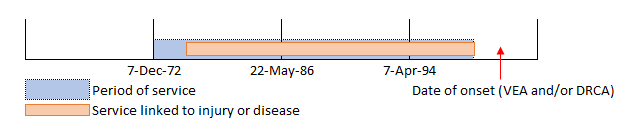 7-Dec-72 22-May-86 7-Apr-94 Date of onset (VEA and/or DRCA)
Period of service
Service linked to injury or disease